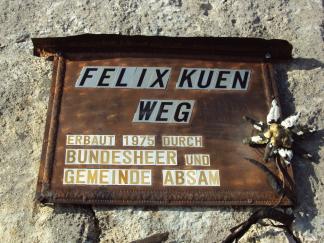 FELIX KUEN
WEG
ERBAUT 1975 DURCH
BUNDESHEER UND
GEMEINDE ABSAM